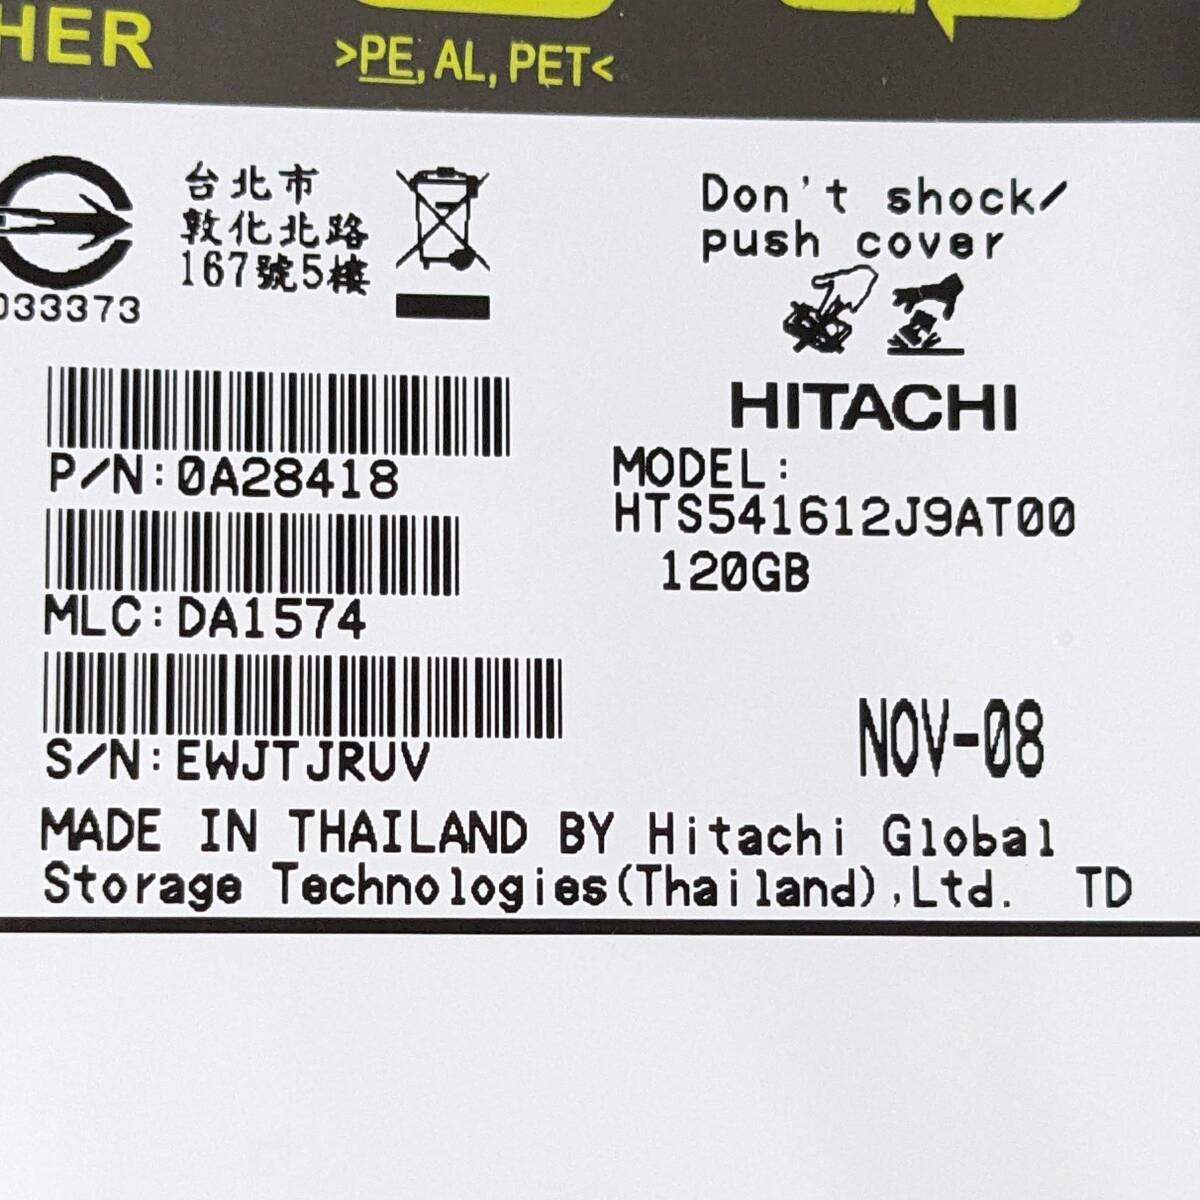 HER
>PE, AL, PET<
台北市
敦化北路
167號5樓
033373
Don't shock/
push cover
HITACHI
P/N:0A28418
MODEL:
HTS541612J9AT00
120GB
MLC:DA1574
S/N:EWJTJRUV
NOV-08
MADE IN THAILAND BY Hitachi Global
Storage Technologies(Thailand),Ltd. TD